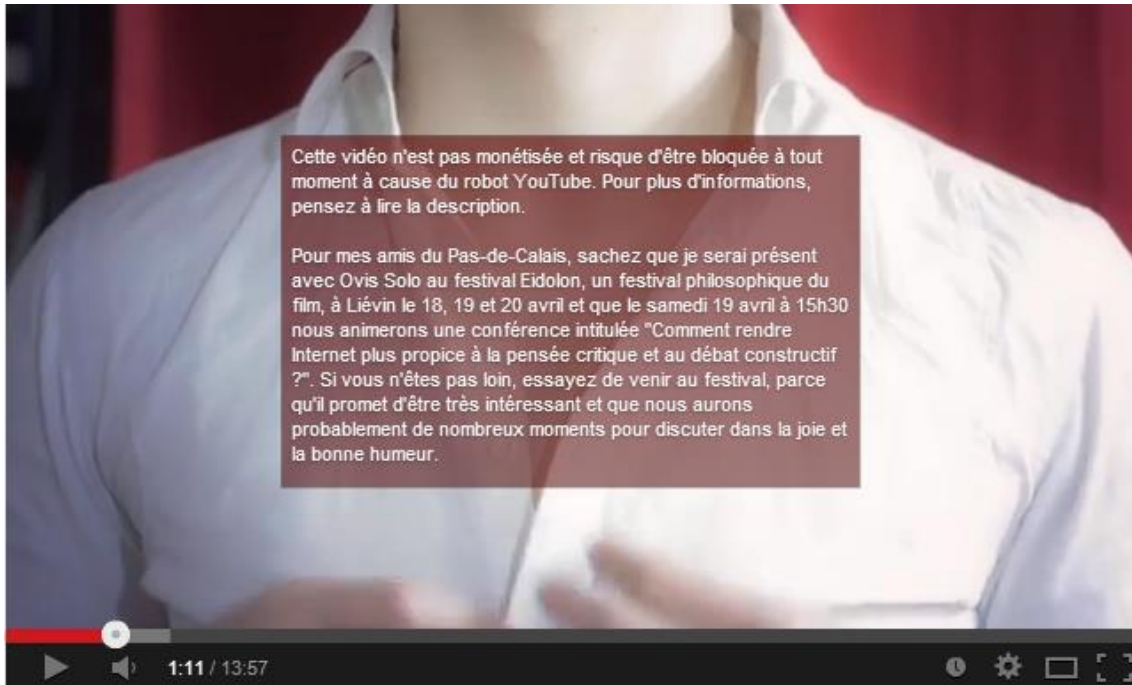 Cette vidéo n'est pas monétisée et risque d'être bloquée à tout
moment à cause du robot YouTube. Pour plus d'informations,
pensez à lire la description.
Pour mes amis du Pas-de-Calais, sachez que je serai présent
avec Ovis Solo au festival Eidolon, un festival philosophique du
film, à Liévin le 18, 19 et 20 avril et que le samedi 19 avril à 15h30
nous animerons une conférence intitulée "Comment rendre
Internet plus propice à la pensée critique et au débat constructif
?". Si vous n'êtes pas loin, essayez de venir au festival, parce
qu'il promet d'être très intéressant et que nous aurons
probablement de nombreux moments pour discuter dans la joie et
la bonne humeur.
1:11 / 13:57